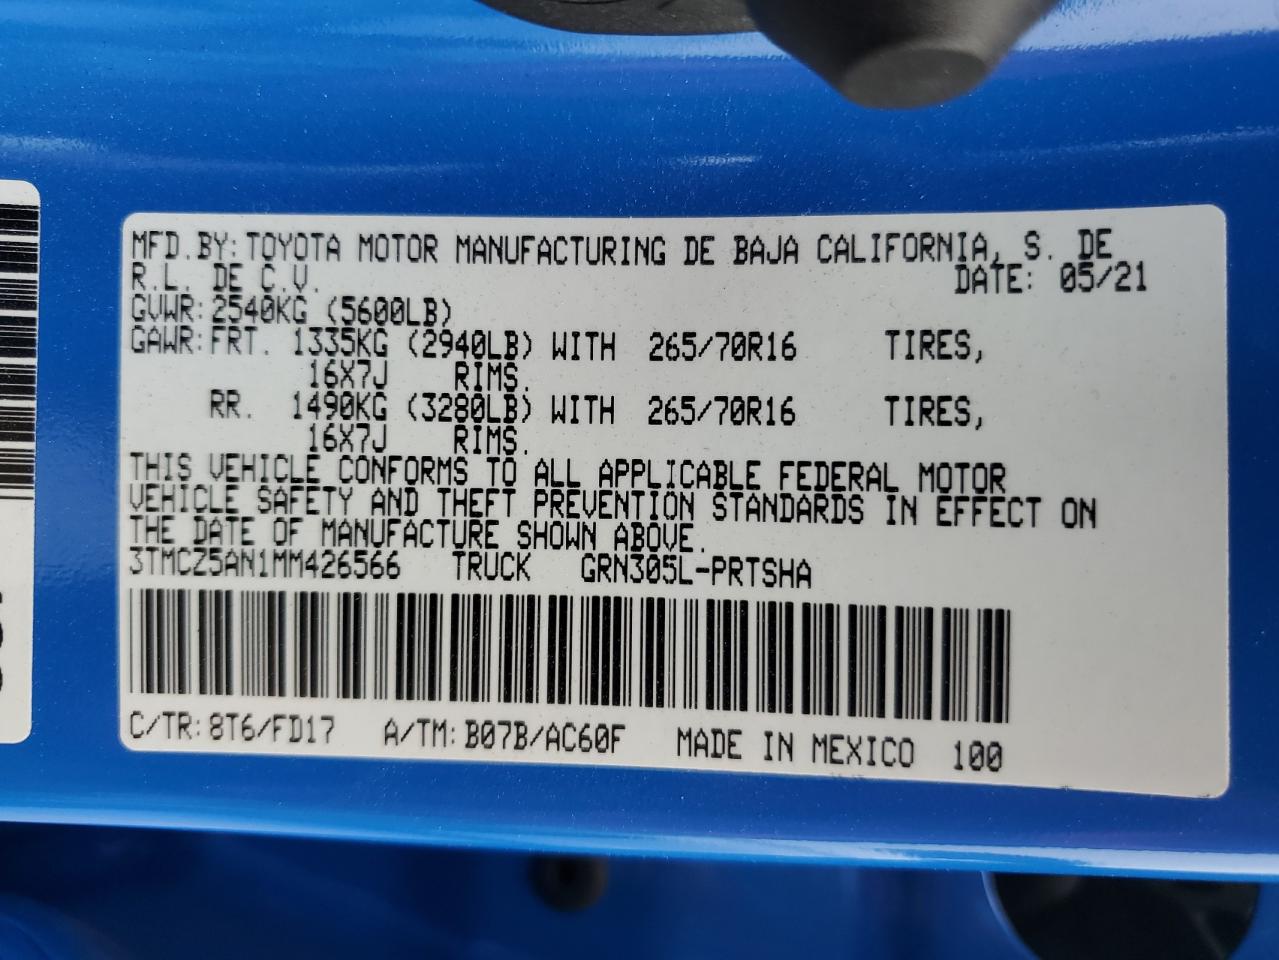 MFD.BY:TOYOTA MOTOR MANUFACTURING DE BAJA CALIFORNIA, S. DE
R.L. DE C.V. DATE: 05/21
GVWR:2540KG (5600LB)
GAWR:FRT. 1335KG (2940LB) WITH 265/70R16 TIRES,
16X7J RIMS.
RR. 1490KG (3280LB) WITH 265/70R16 TIRES,
16X7J RIMS.
THIS VEHICLE CONFORMS TO ALL APPLICABLE FEDERAL MOTOR
VEHICLE SAFETY AND THEFT PREVENTION STANDARDS IN EFFECT ON
THE DATE OF MANUFACTURE SHOWN ABOVE.
3TMCZ5AN1MM426566 TRUCK GRN305L-PRTSHA
C/TR:8T6/FD17 A/TM:B07B/AC60F MADE IN MEXICO 100